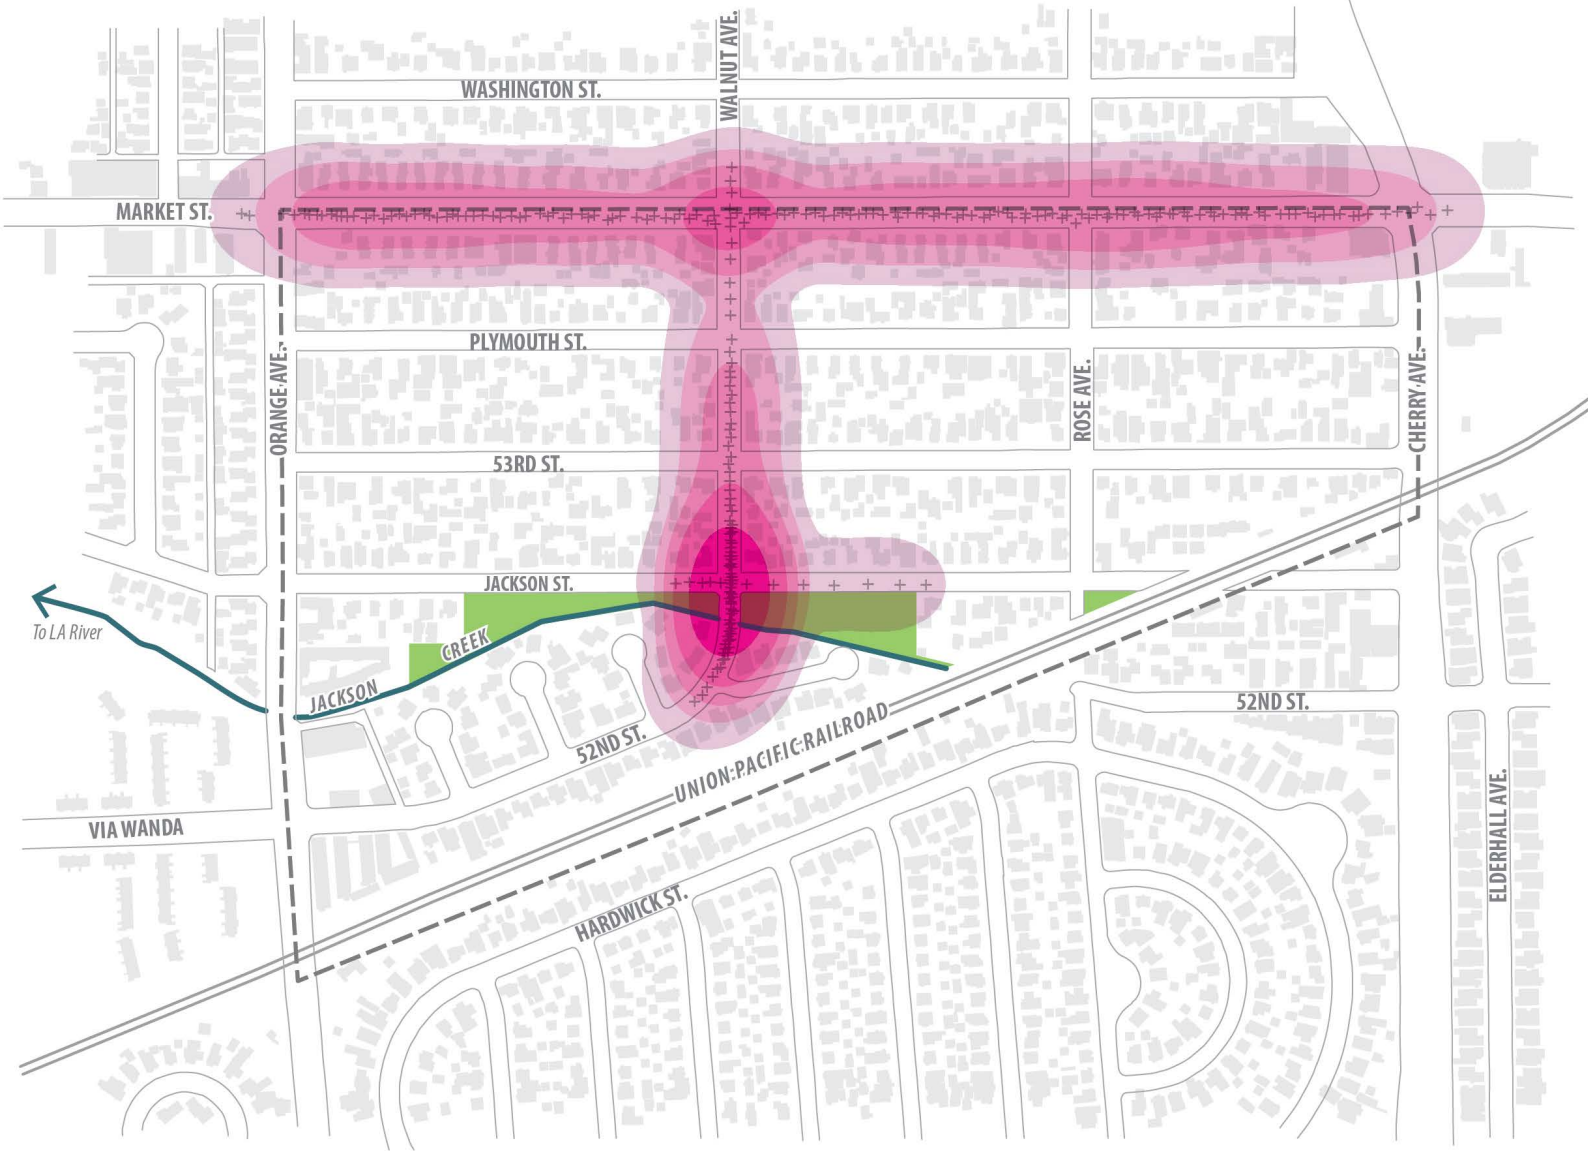 WALNUT AVE.
WASHINGTON ST.
MARKET ST.
PLYMOUTH ST.
ORANGE AVE.
ROSE AVE.
CHERRY AVE.
53RD ST.
JACKSON ST.
To LA River
CREEK
JACKSON
52ND ST.
52ND ST.
UNION PACIFIC RAILROAD
VIA WANDA
ELDERHALL AVE.
HARDWICK ST.